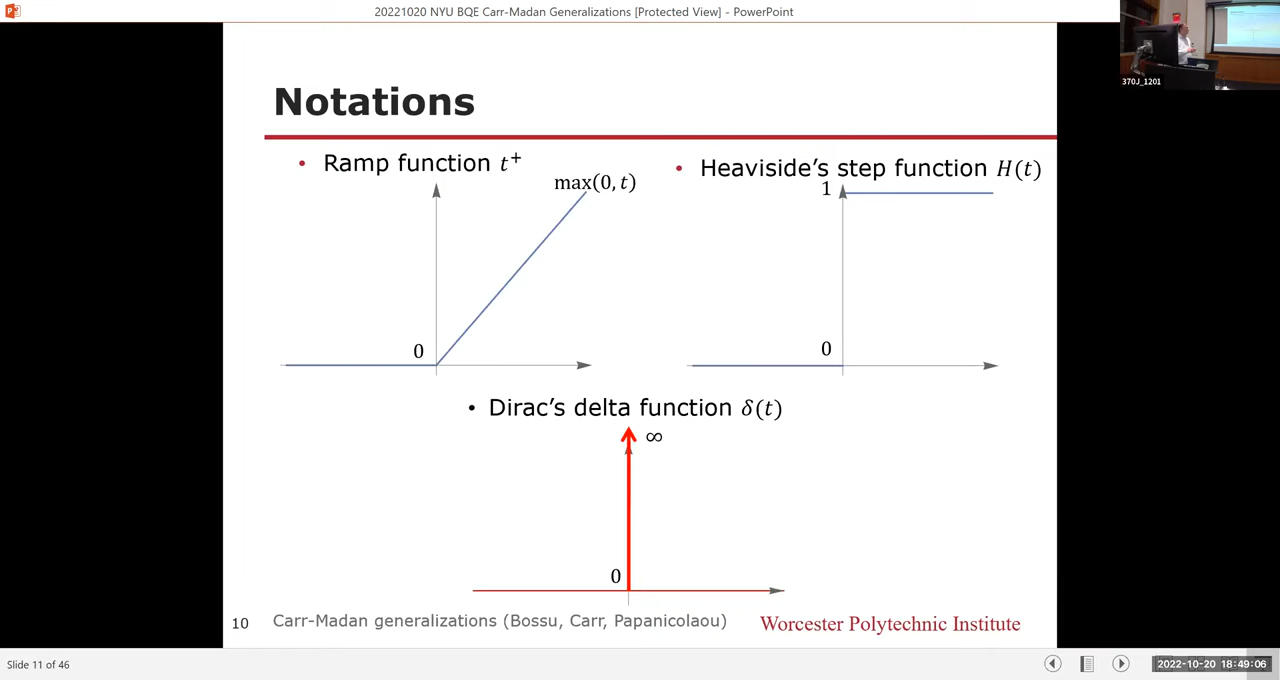 20221020 NYU BQE Carr-Madan Generalizations [Protected View] - PowerPoint
370J_1201
Notations
• Ramp function t⁺
max(0, t)
0
• Heaviside’s step function H(t)
1
0
• Dirac’s delta function δ(t)
∞
0
10 Carr-Madan generalizations (Bossu, Carr, Papanicolaou) Worcester Polytechnic Institute
Slide 11 of 46
2022-10-20 18:49:06